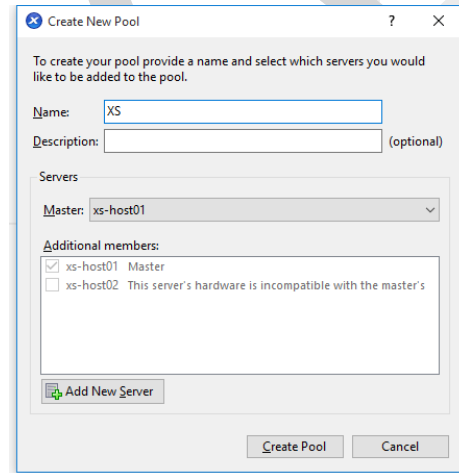 Create New Pool
To create your pool provide a name and select which servers you would
like to be added to the pool.
Name: XS
Description: (optional)
Servers
Master: xs-host01
Additional members:
xs-host01 Master
xs-host02 This server's hardware is incompatible with the master's
Add New Server
Create Pool Cancel